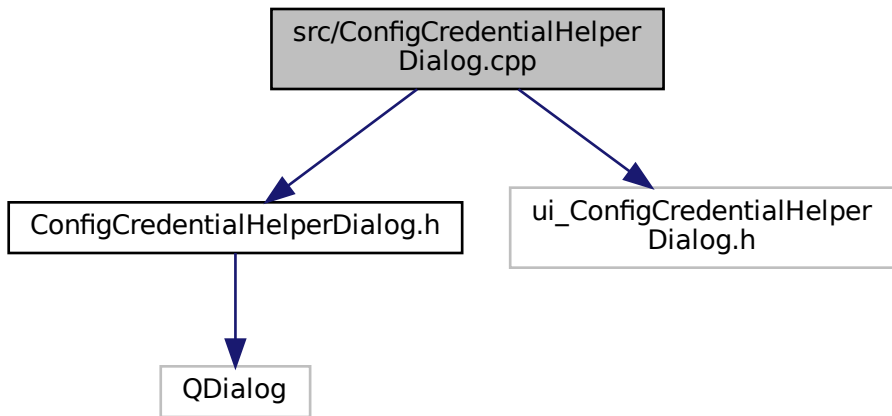 src/ConfigCredentialHelper
Dialog.cpp
ConfigCredentialHelperDialog.h
ui_ConfigCredentialHelper
Dialog.h
QDialog